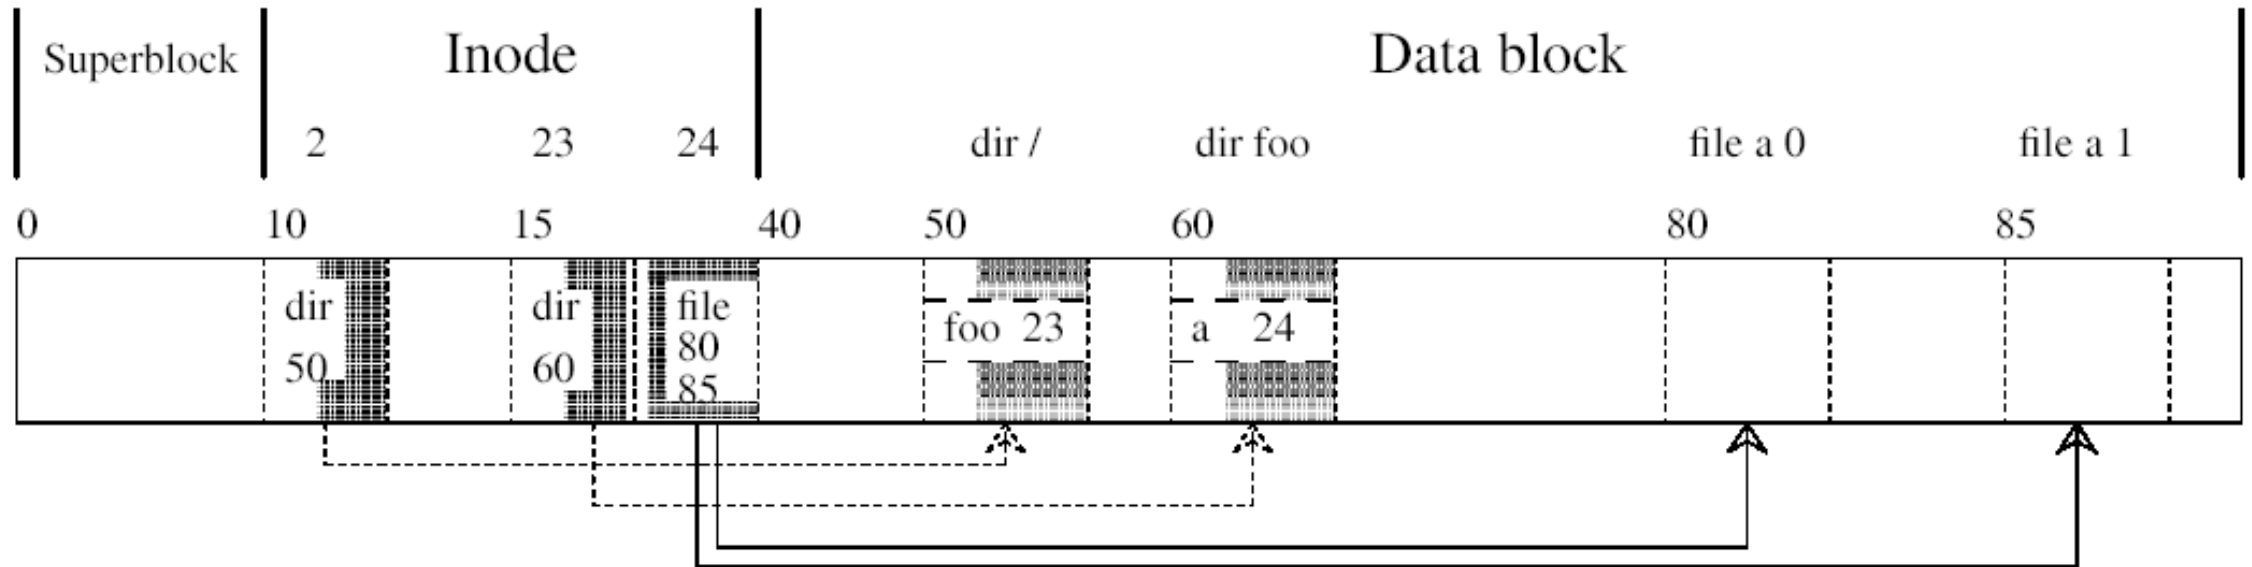 Superblock Inode Data block
2 23 24 dir / dir foo file a 0 file a 1
0 10 15 40 50 60 80 85
dir dir file
foo 23 a 24
80
50 60 85